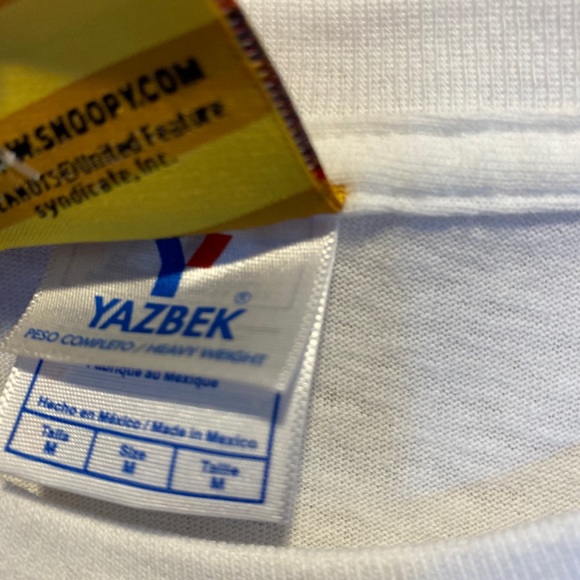 W.SNOOPY.COM
EANUTS©United Feature
syndicate, Inc.
YAZBEK®
PESO COMPLETO / HEAVY WEIGHT
Fabriqué au Mexique
Hecho en México / Made in Mexico
Talla Size Taille
M M M